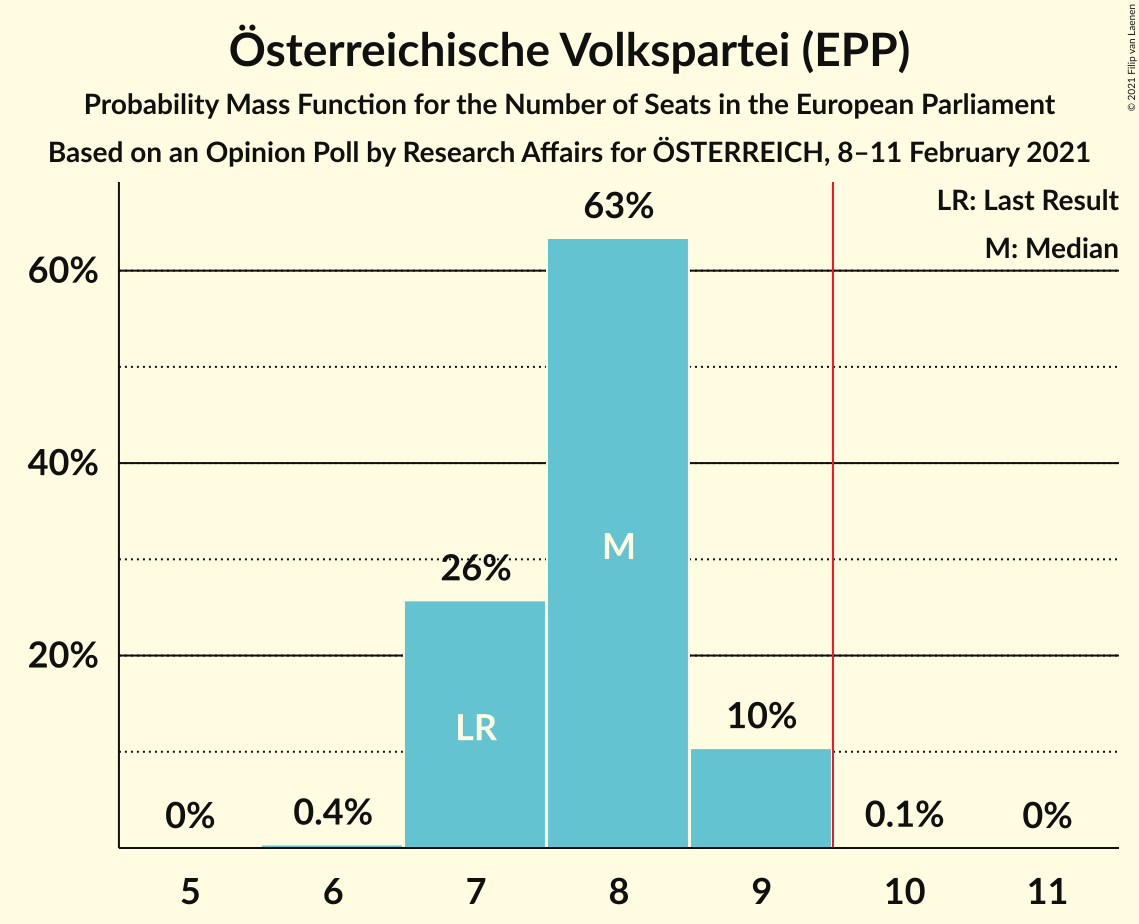 Österreichische Volkspartei (EPP)
Probability Mass Function for the Number of Seats in the European Parliament
Based on an Opinion Poll by Research Affairs for ÖSTERREICH, 8–11 February 2021
© 2021 Filip van Laenen
LR: Last Result
M: Median
60%
40%
20%
0%
0.4%
26%
63%
10%
0.1%
0%
LR
M
5
6
7
8
9
10
11